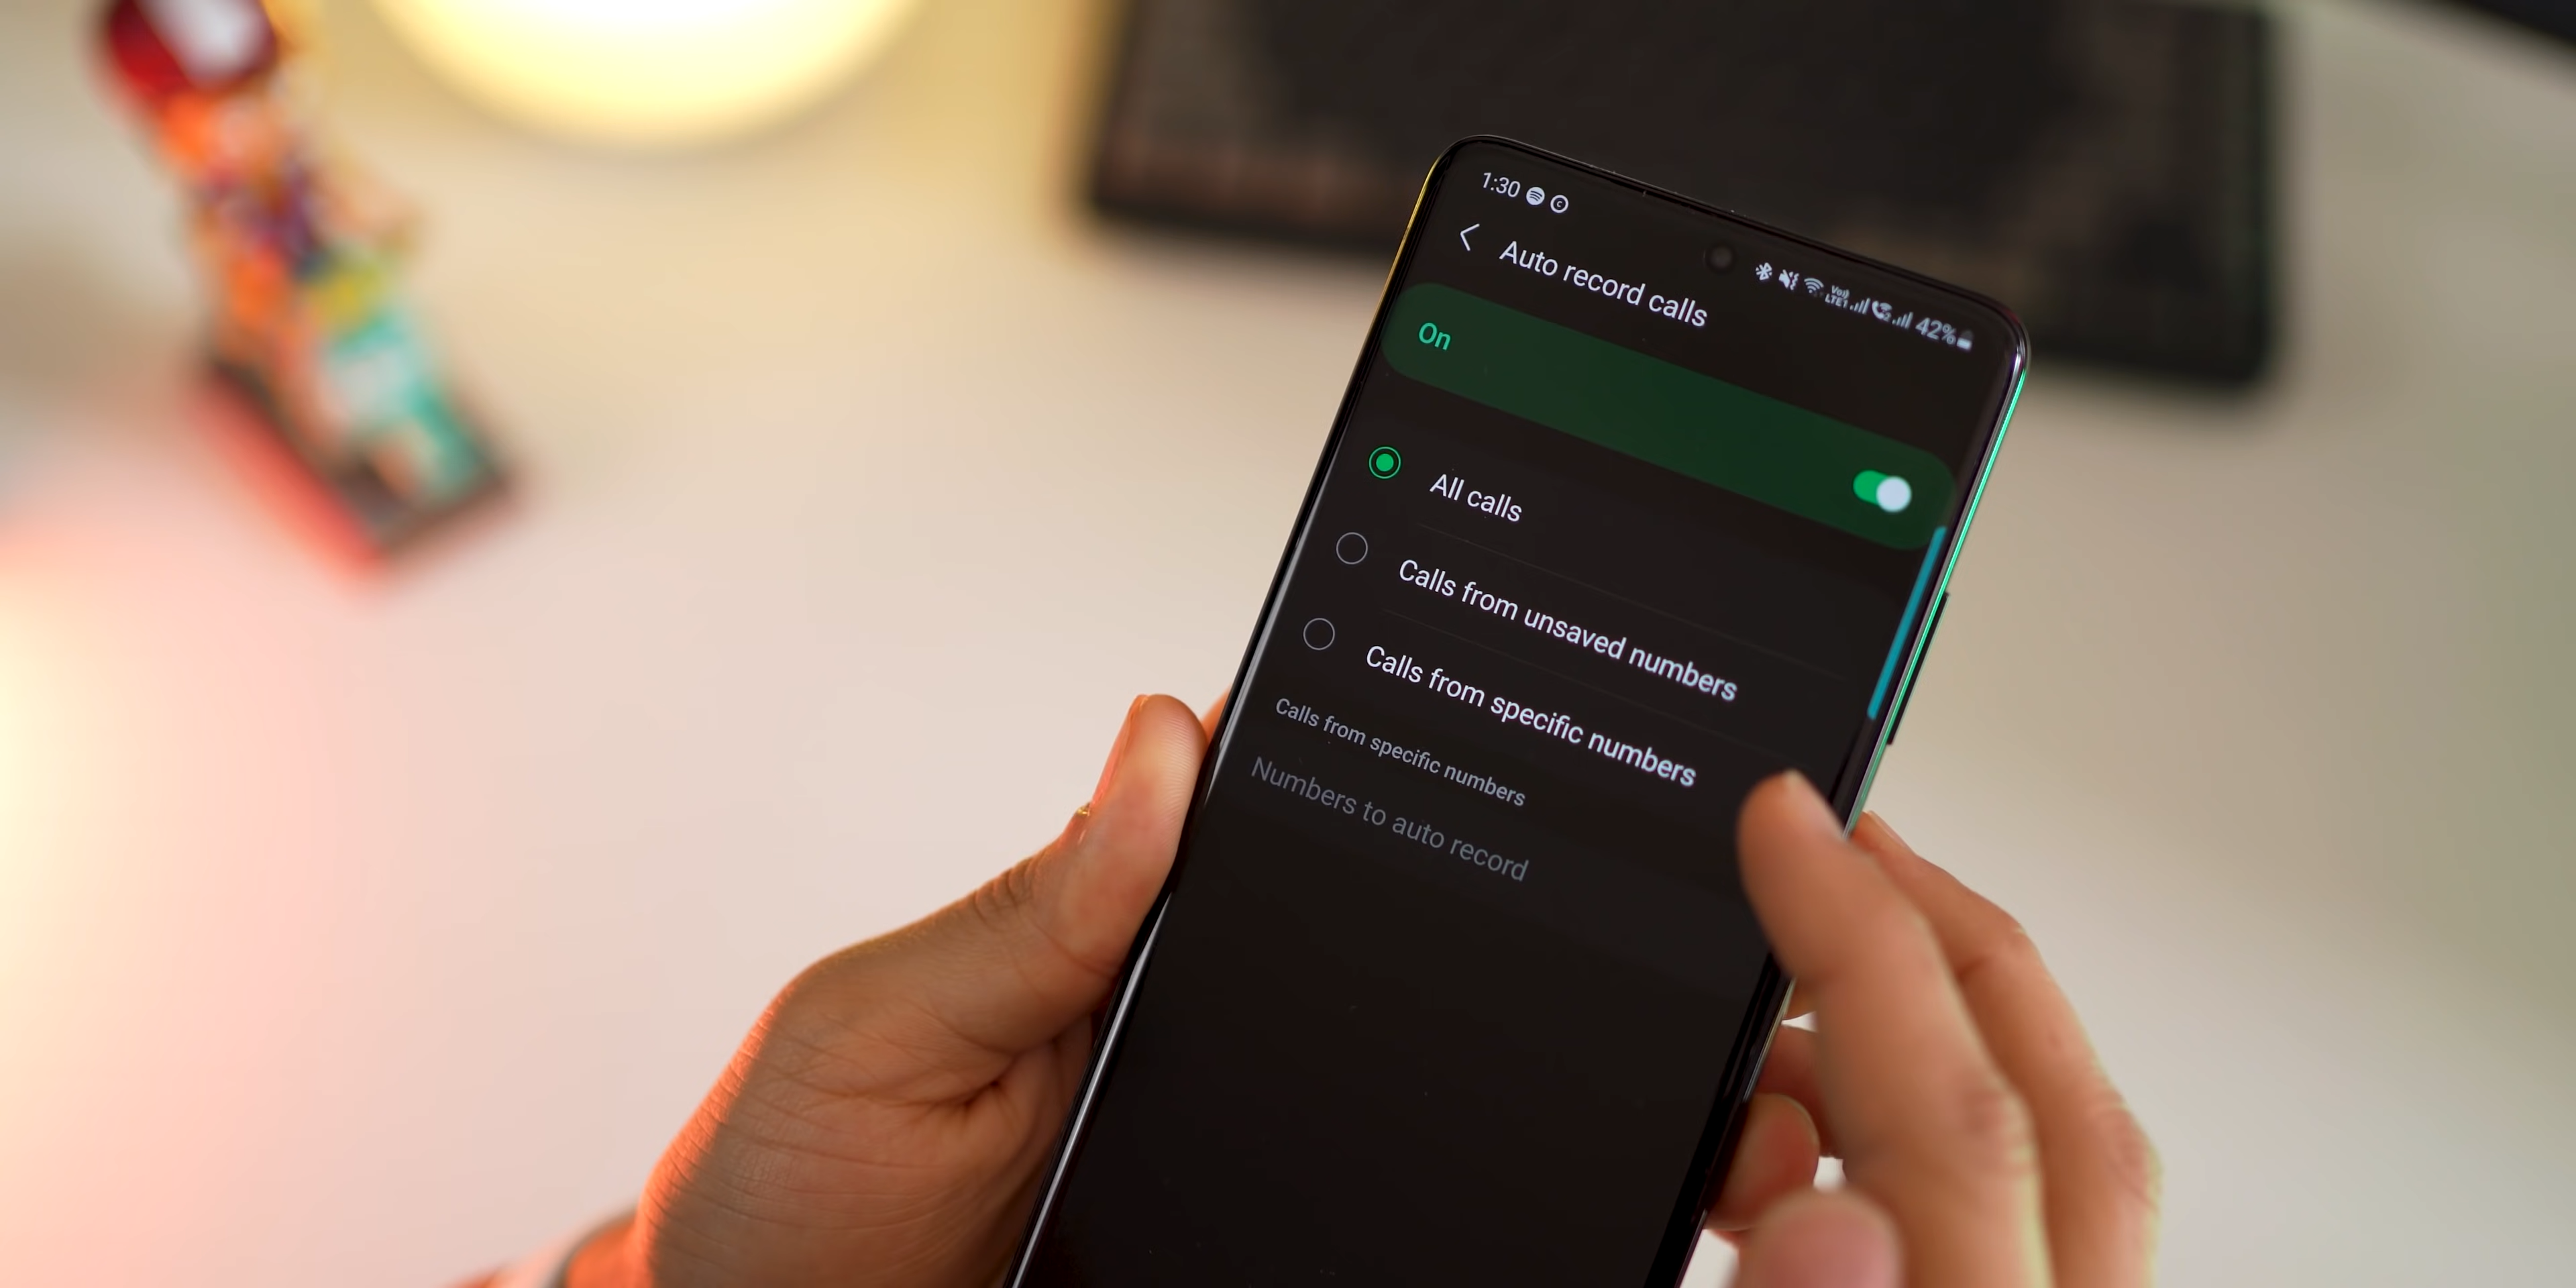 1:30
42%
Auto record calls
On
All calls
Calls from unsaved numbers
Calls from specific numbers
Calls from specific numbers
Numbers to auto record